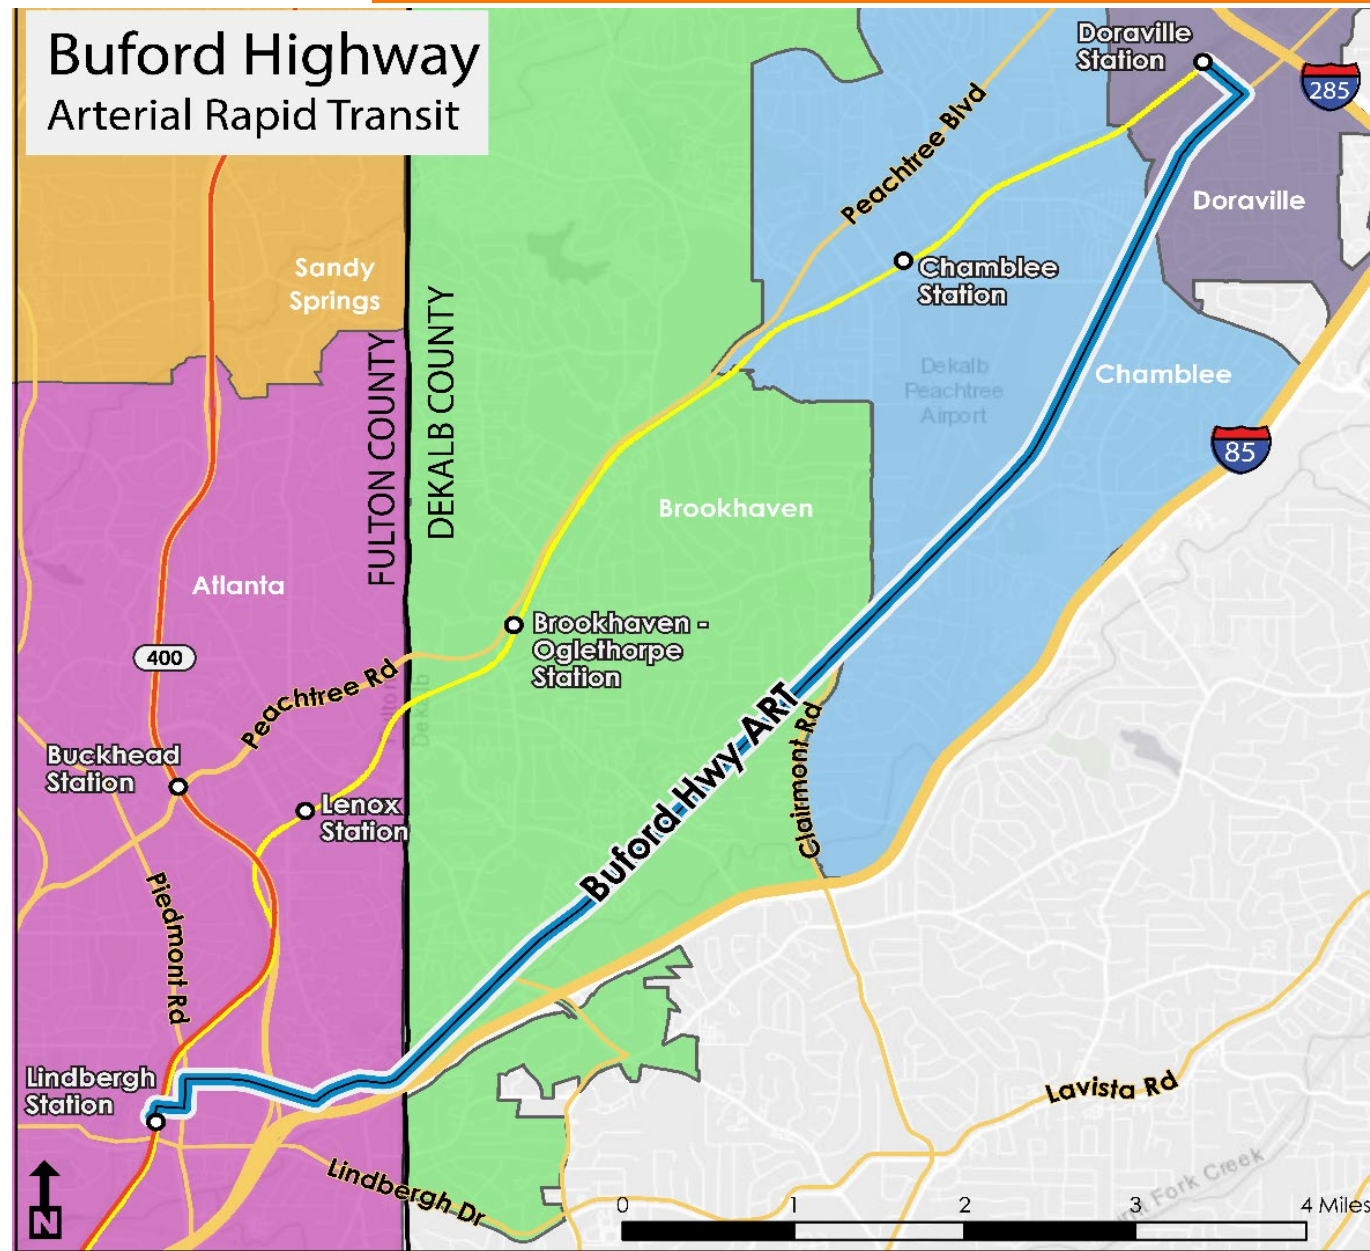 Buford Highway
Arterial Rapid Transit
Doraville
Station
285
Peachtree Blvd
Doraville
Chamblee
Station
Sandy
Springs
FULTON COUNTY
DEKALB COUNTY
Dekalb
Peachtree
Airport
Chamblee
85
Brookhaven
Atlanta
Brookhaven -
Oglethorpe
Station
400
Peachtree Rd
Dekalb
Buford Hwy ART
Clairmont Rd
Buckhead
Station
Lenox
Station
Piedmont Rd
Lindbergh
Station
Lavista Rd
Lindbergh Dr
Fork Creek
N
0 1 2 3 4 Miles